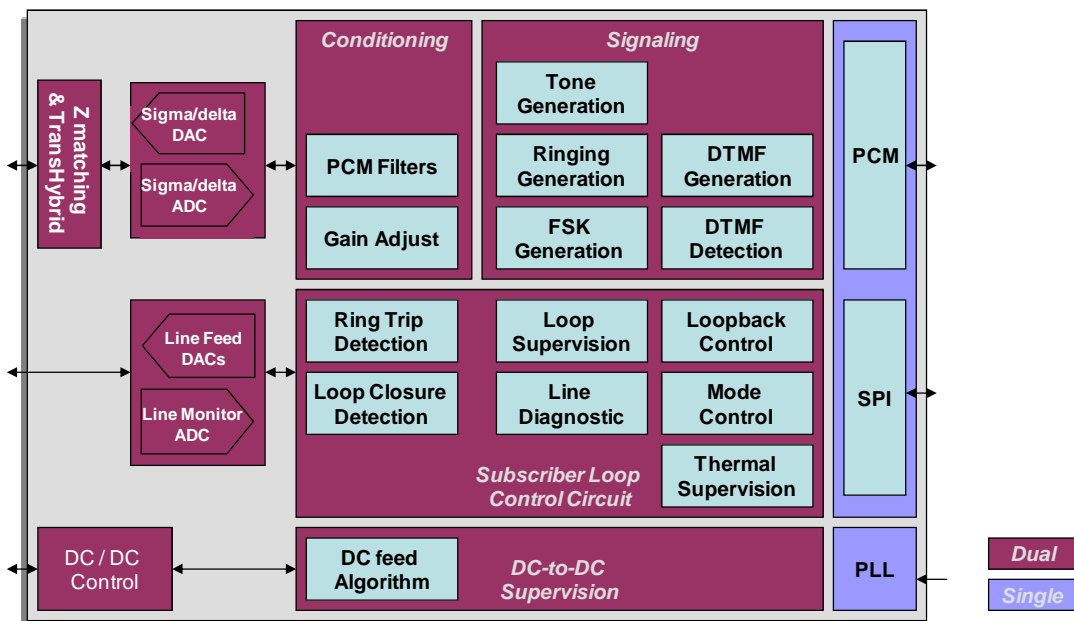 Conditioning
Signaling
Z matching
& TransHybrid
Sigma/delta
DAC
Sigma/delta
ADC
PCM Filters
Gain Adjust
Tone
Generation
Ringing
Generation
DTMF
Generation
FSK
Generation
DTMF
Detection
PCM
Line Feed
DACs
Line Monitor
ADC
Ring Trip
Detection
Loop
Supervision
Loopback
Control
Loop Closure
Detection
Line
Diagnostic
Mode
Control
Thermal
Supervision
Subscriber Loop
Control Circuit
SPI
DC / DC
Control
DC feed
Algorithm
DC-to-DC
Supervision
PLL
Dual
Single